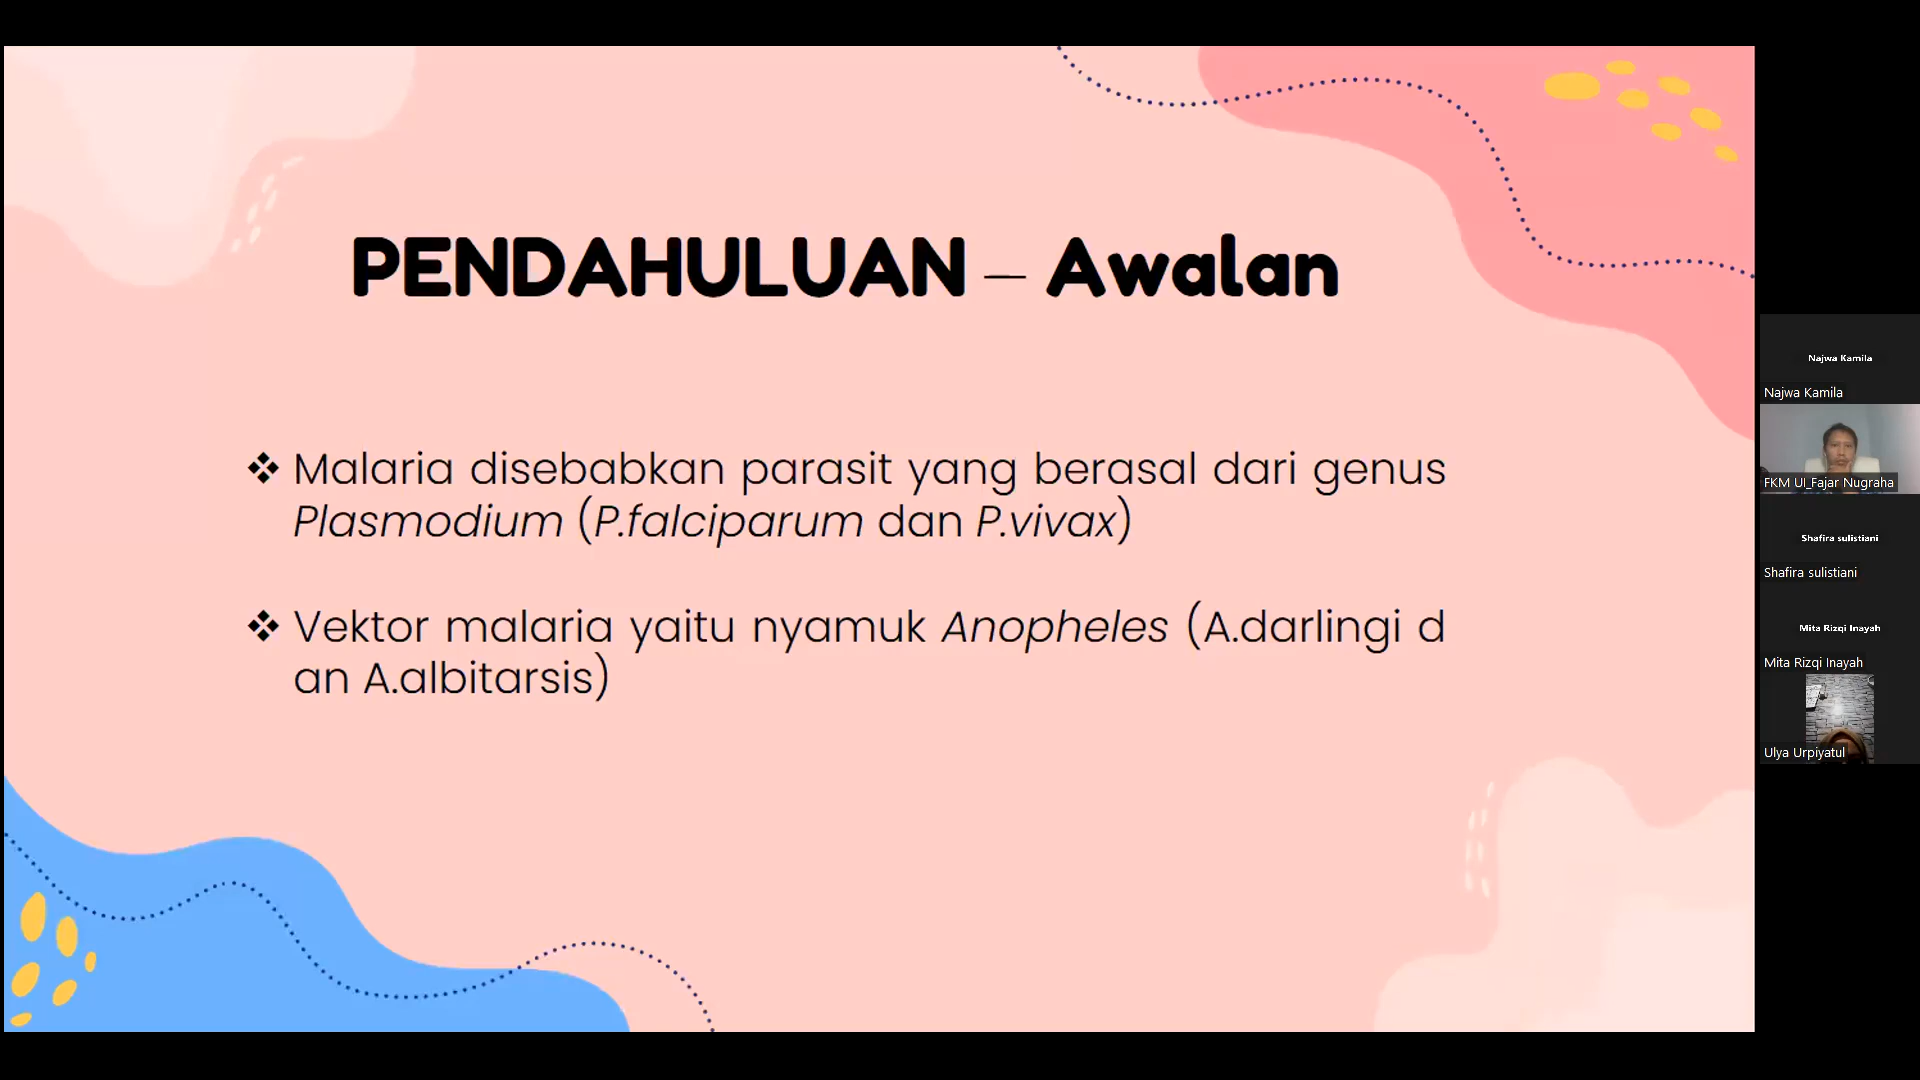 PENDAHULUAN – Awalan
❖ Malaria disebabkan parasit yang berasal dari genus
Plasmodium (P.falciparum dan P.vivax)
❖ Vektor malaria yaitu nyamuk Anopheles (A.darlingi d
an A.albitarsis)
Najwa Kamila
Najwa Kamila
FKM UI_Fajar Nugraha
Shafira sulistiani
Shafira sulistiani
Mita Rizqi Inayah
Mita Rizqi Inayah
Ulya Urpiyatul